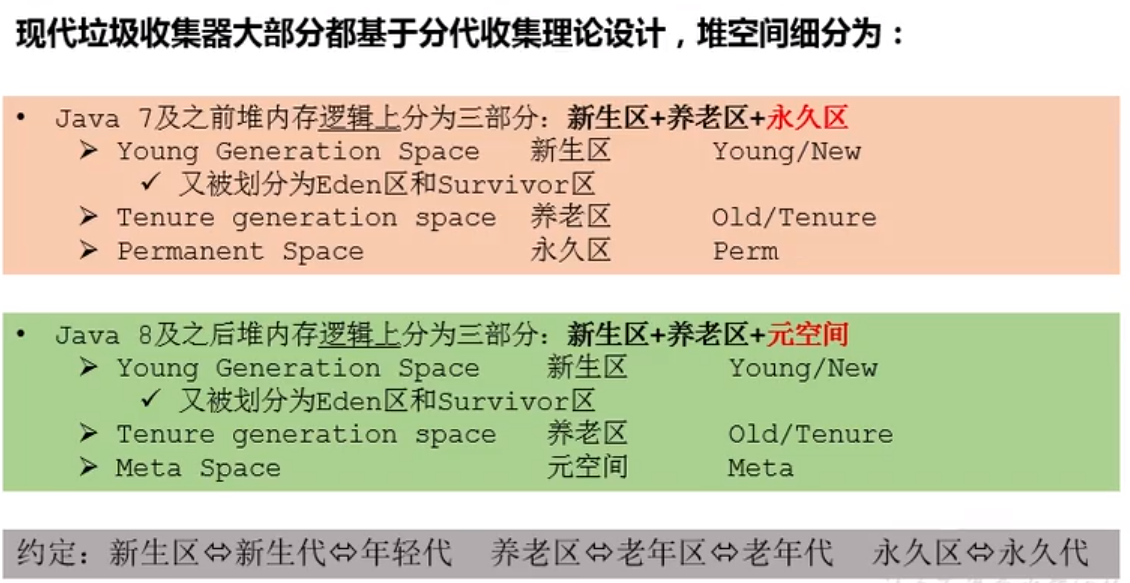 现代垃圾收集器大部分都基于分代收集理论设计，堆空间细分为：
• Java 7及之前堆内存逻辑上分为三部分：新生区+养老区+永久区
➢ Young Generation Space 新生区 Young/New
✓ 又被划分为Eden区和Survivor区
➢ Tenure generation space 养老区 Old/Tenure
➢ Permanent Space 永久区 Perm
• Java 8及之后堆内存逻辑上分为三部分：新生区+养老区+元空间
➢ Young Generation Space 新生区 Young/New
✓ 又被划分为Eden区和Survivor区
➢ Tenure generation space 养老区 Old/Tenure
➢ Meta Space 元空间 Meta
约定：新生区⇔新生代⇔年轻代 养老区⇔老年区⇔老年代 永久区⇔永久代